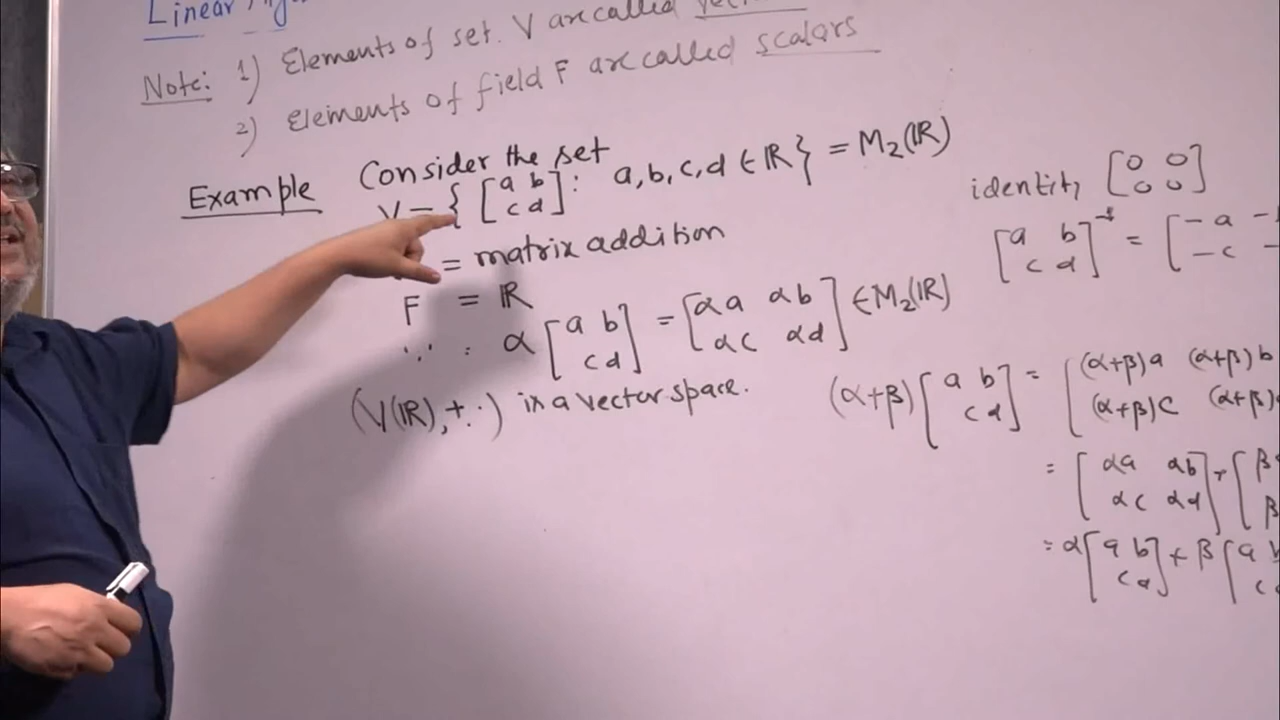 Linear
Note: 1) Elements of set V are called
2) Elements of field F are called scalars
Example Consider the set
V = { [a b; c d] : a, b, c, d ∈ ℝ } = M₂(ℝ)
= matrix addition
F = ℝ
∵ : α [a b; c d] = [αa αb; αc αd] ∈ M₂(ℝ)
(V(ℝ), + ·) is a vector space.
identity [0 0; 0 0]
[a b; c d]⁻¹ = [-a -; -c -
(α+β) [a b; c d] = [(α+β)a (α+β)b; (α+β)c (α+β)
= [αa αb; αc αd] + [β
= α [a b; c d] + β [a b; c